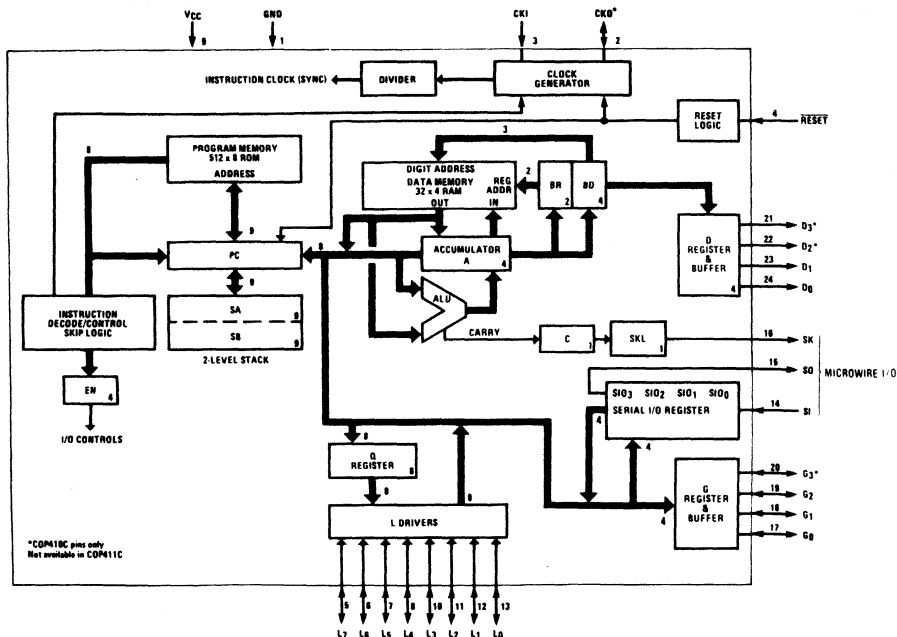 VCC GND CKI CKO*
9 1 3 2
INSTRUCTION CLOCK (SYNC) DIVIDER CLOCK
GENERATOR
RESET
LOGIC 4 RESET
8 PROGRAM MEMORY
512 x 8 ROM
ADDRESS
3
DIGIT ADDRESS
DATA MEMORY
32 x 4 RAM
REG
ADDR
OUT IN
2 BR BD
2 4
9 8
PC
9
SA 9
SB 9
2-LEVEL STACK
ACCUMULATOR
A 4
ALU
CARRY C 1 SKL 1
D
REGISTER
&
BUFFER
4
21 D3*
22 D2*
23 D1
24 D0
INSTRUCTION
DECODE/CONTROL
SKIP LOGIC
EN
4
I/O CONTROLS
16 SK
15 SO
MICROWIRE I/O
14 SI
SIO3 SIO2 SIO1 SIO0
SERIAL I/O REGISTER
4 4
8
Q
REGISTER
8
8
L DRIVERS
4
G
REGISTER
&
BUFFER
20 G3*
19 G2
18 G1
17 G0
*COP410C pins only
Not available in COP411C
5 6 7 8 10 11 12 13
L7 L6 L5 L4 L3 L2 L1 L0